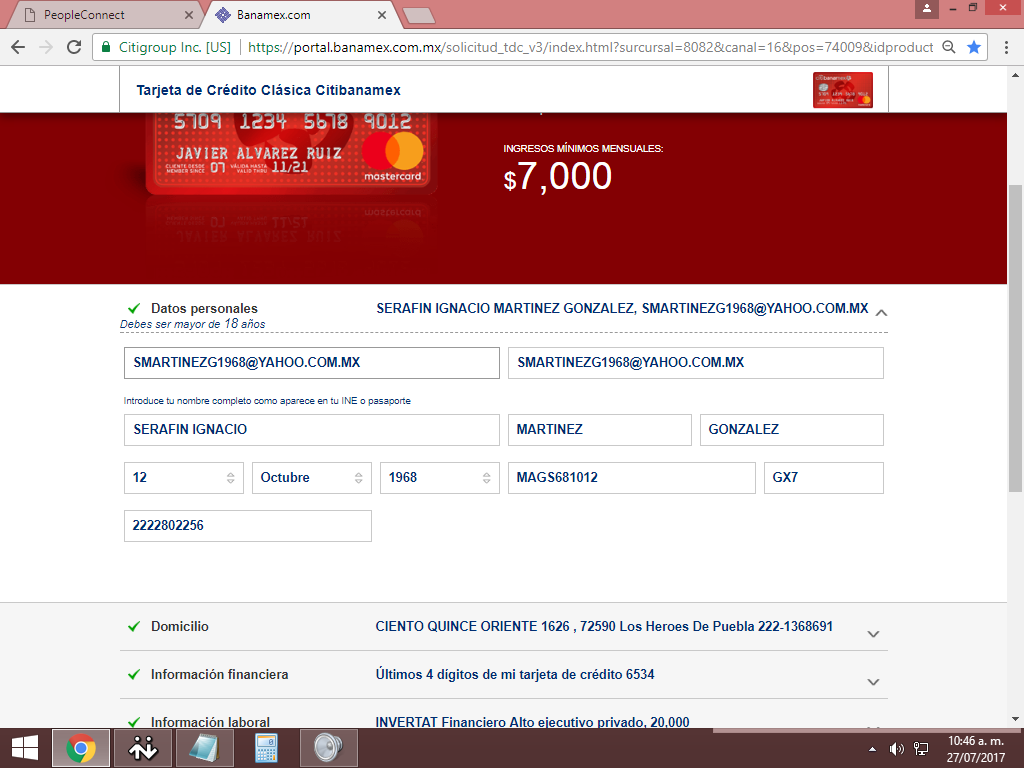 PeopleConnect
Banamex.com
Citigroup Inc. [US] https://portal.banamex.com.mx/solicitud_tdc_v3/index.html?surcursal=8082&canal=16&pos=74009&idproduct
Tarjeta de Crédito Clásica Citibanamex
5709 1234 5678 9012
JAVIER ALVAREZ RUIZ
CLIENTE DESDE MEMBER SINCE 07 VÁLIDA HASTA VALID THRU 11/21
mastercard
INGRESOS MÍNIMOS MENSUALES:
$7,000
Datos personales SERAFIN IGNACIO MARTINEZ GONZALEZ, SMARTINEZG1968@YAHOO.COM.MX
Debes ser mayor de 18 años
SMARTINEZG1968@YAHOO.COM.MX SMARTINEZG1968@YAHOO.COM.MX
Introduce tu nombre completo como aparece en tu INE o pasaporte
SERAFIN IGNACIO MARTINEZ GONZALEZ
12 Octubre 1968 MAGS681012 GX7
2222802256
Domicilio CIENTO QUINCE ORIENTE 1626 , 72590 Los Heroes De Puebla 222-1368691
Información financiera Últimos 4 dígitos de mi tarjeta de crédito 6534
Información laboral INVERTAT Financiero Alto ejecutivo privado, 20,000
10:46 a. m.
27/07/2017